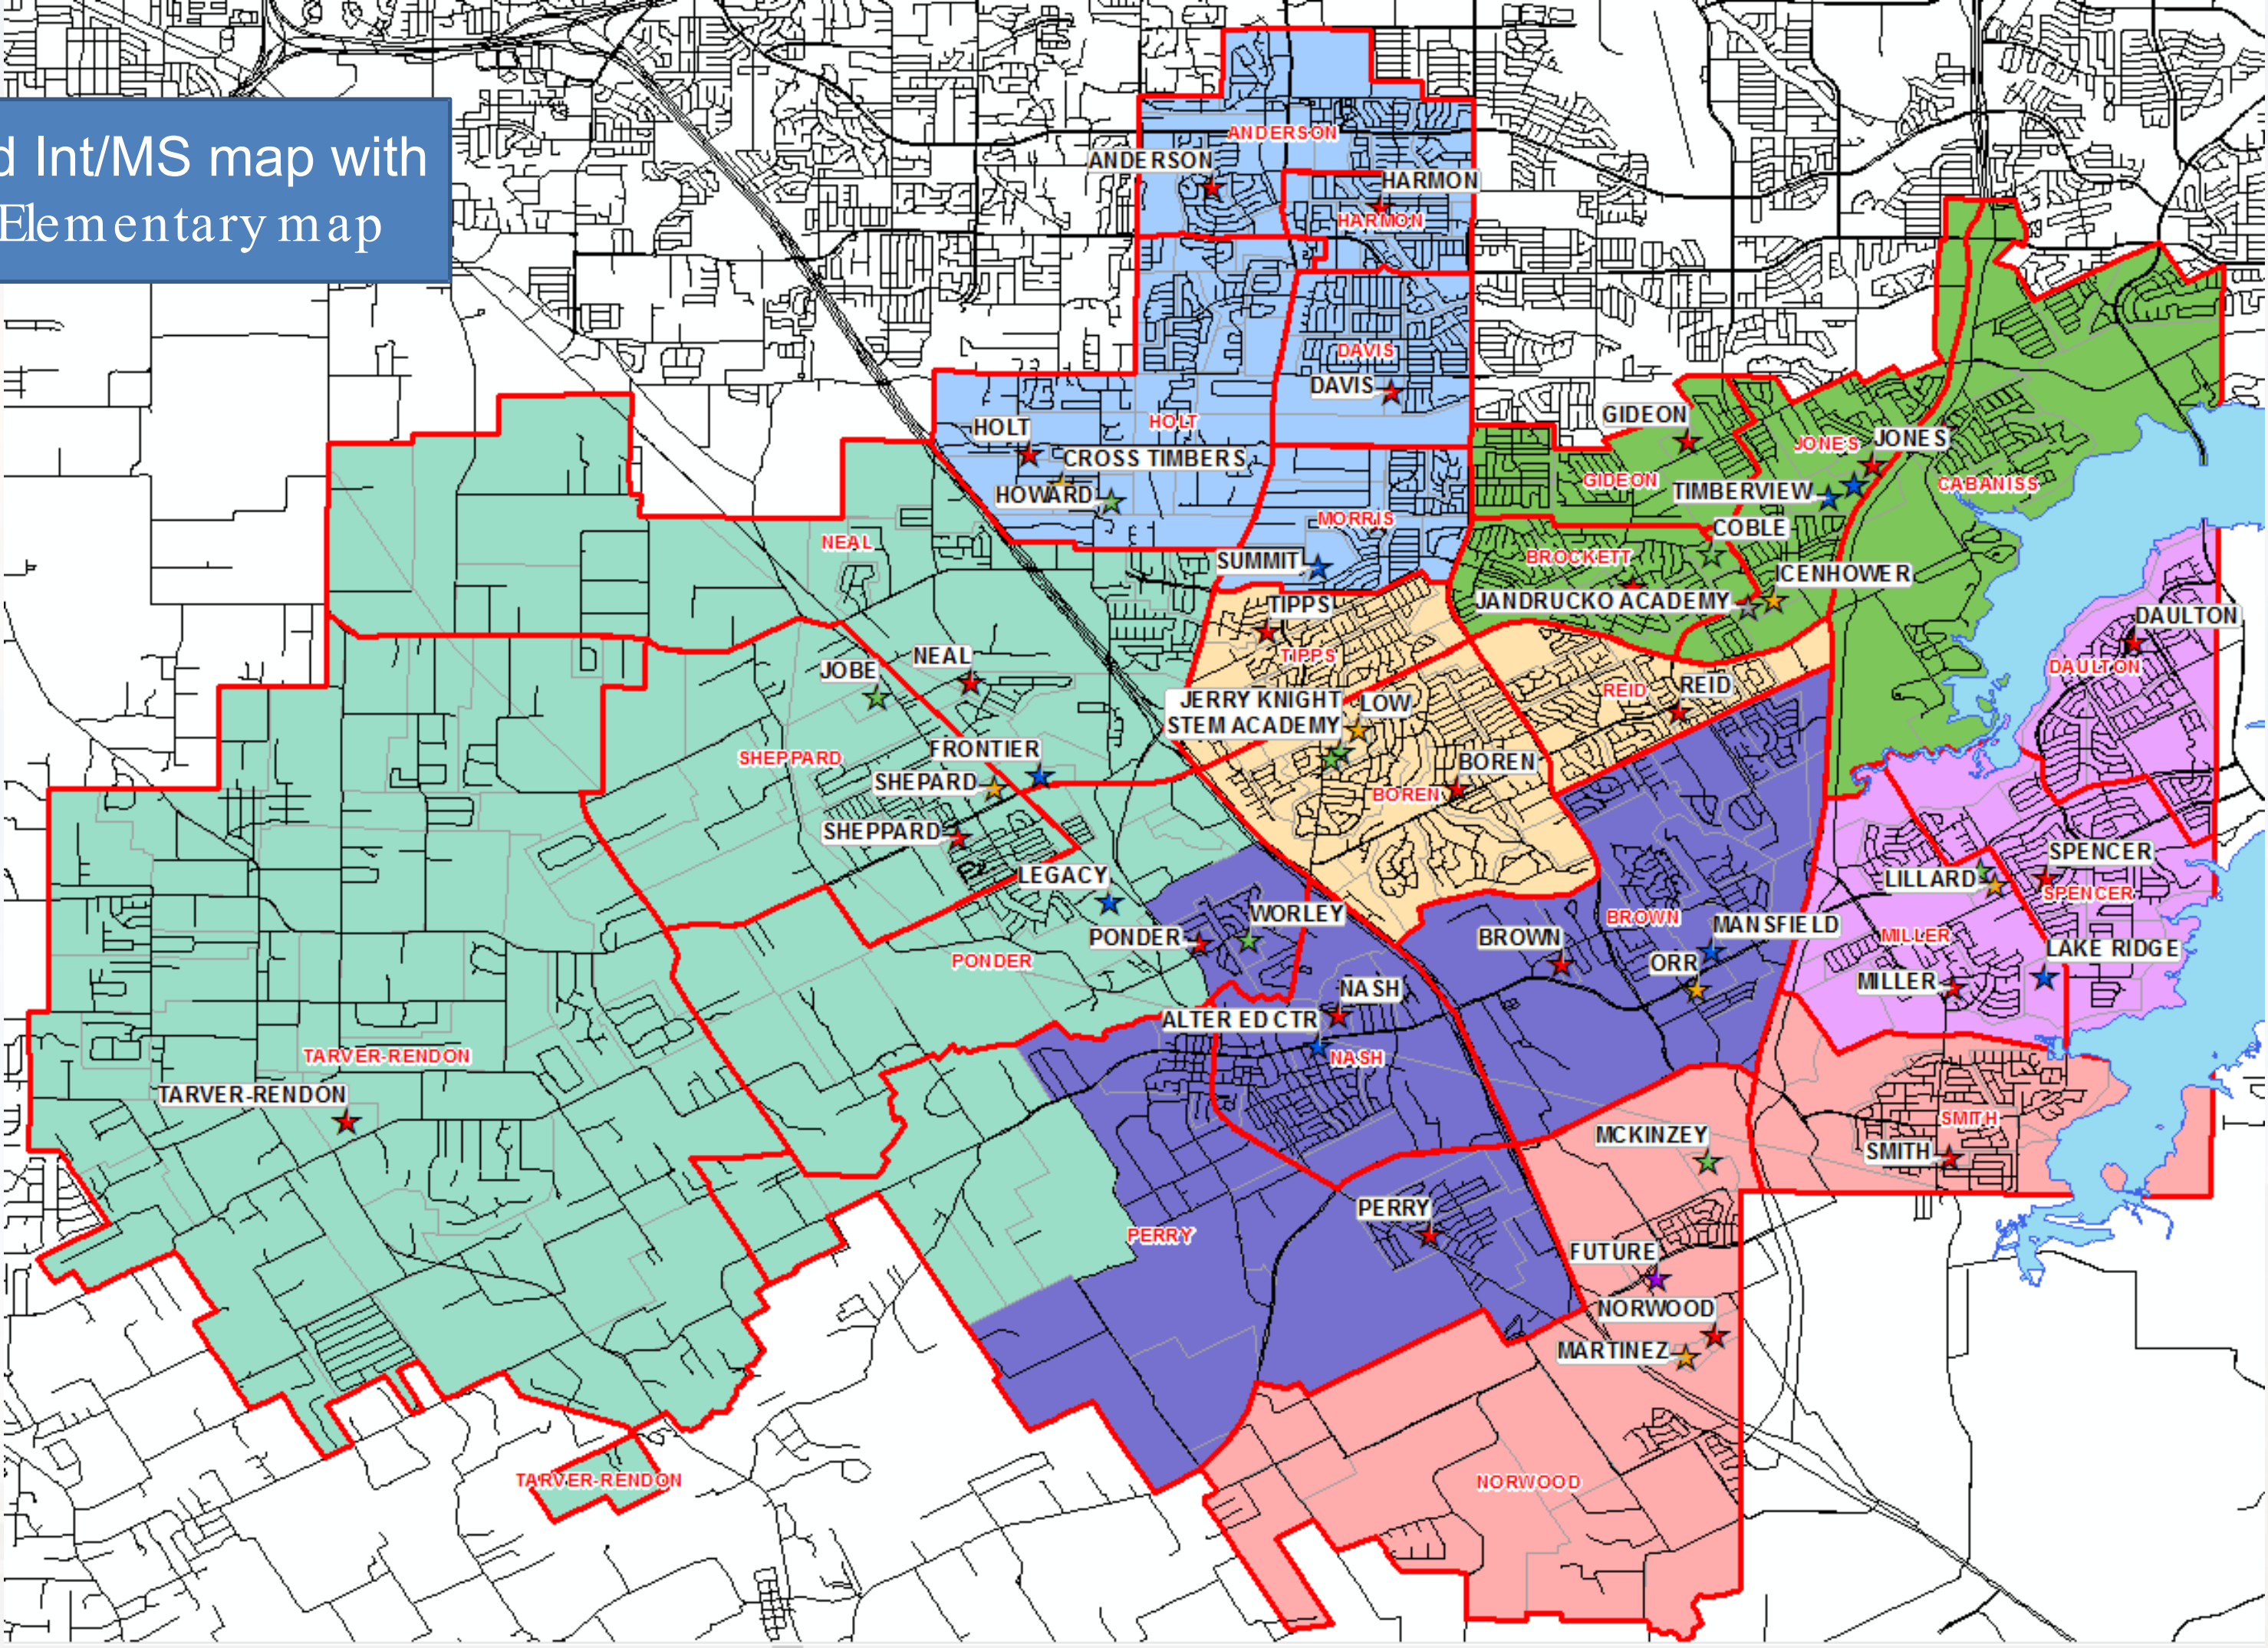 d Int/MS map with
Elementary map
ANDERSON
ANDERSON
HARMON
HARMON
DAVIS
DAVIS
HOLT
HOLT
CROSS TIMBERS
HOWARD
MORRIS
SUMMIT
GIDEON
GIDEON
JONES
JONES
TIMBERVIEW
CABANISS
COBLE
BROCKETT
ICENHOWER
JANDRUCKO ACADEMY
NEAL
NEAL
JOBE
TIPPS
TIPPS
JERRY KNIGHT
STEM ACADEMY
LOW
REID
REID
DAULTON
DAULTON
SHEPPARD
FRONTIER
SHEPARD
SHEPPARD
BOREN
BOREN
LEGACY
SPENCER
LILLARD
SPENCER
WORLEY
PONDER
PONDER
BROWN
BROWN
MANSFIELD
ORR
MILLER
LAKE RIDGE
MILLER
NASH
ALTER ED CTR
NASH
TARVER-RENDON
TARVER-RENDON
SMITH
MCKINZEY
SMITH
PERRY
PERRY
FUTURE
NORWOOD
MARTINEZ
TARVER-RENDON
NORWOOD